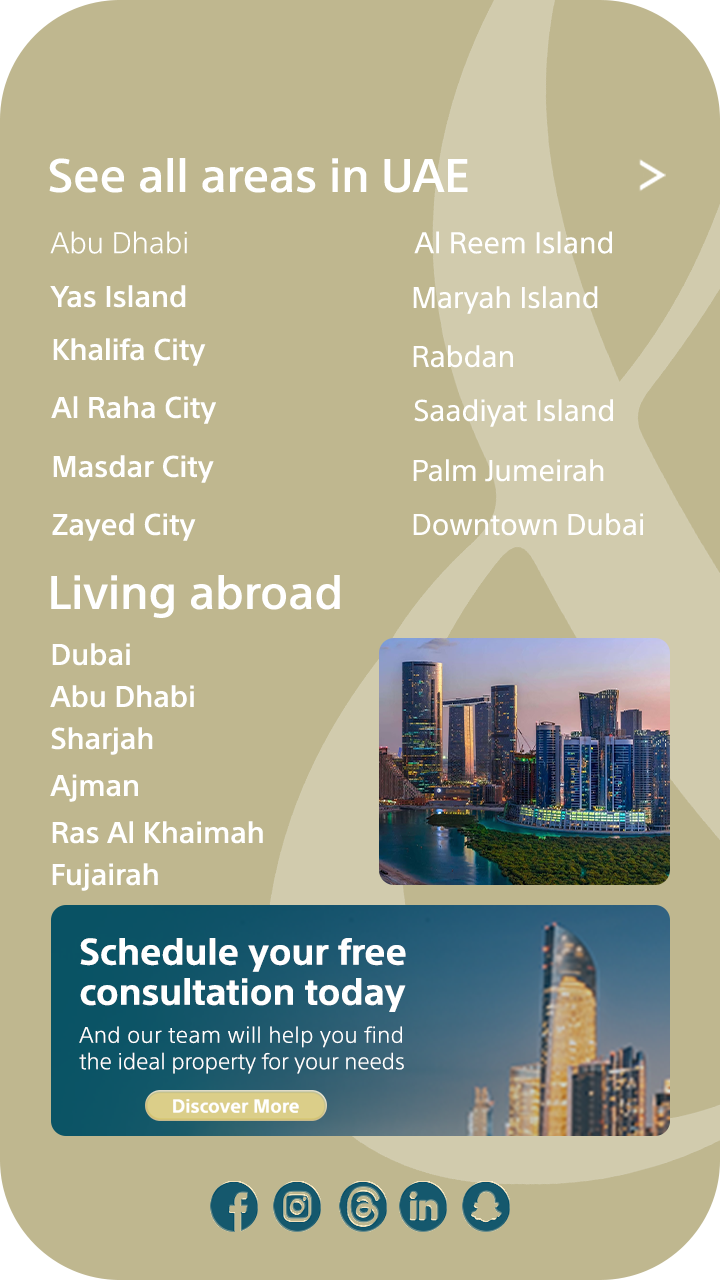 See all areas in UAE >
Abu Dhabi
Yas Island
Khalifa City
Al Raha City
Masdar City
Zayed City
Al Reem Island
Maryah Island
Rabdan
Saadiyat Island
Palm Jumeirah
Downtown Dubai
Living abroad
Dubai
Abu Dhabi
Sharjah
Ajman
Ras Al Khaimah
Fujairah
Schedule your free
consultation today
And our team will help you find
the ideal property for your needs
Discover More